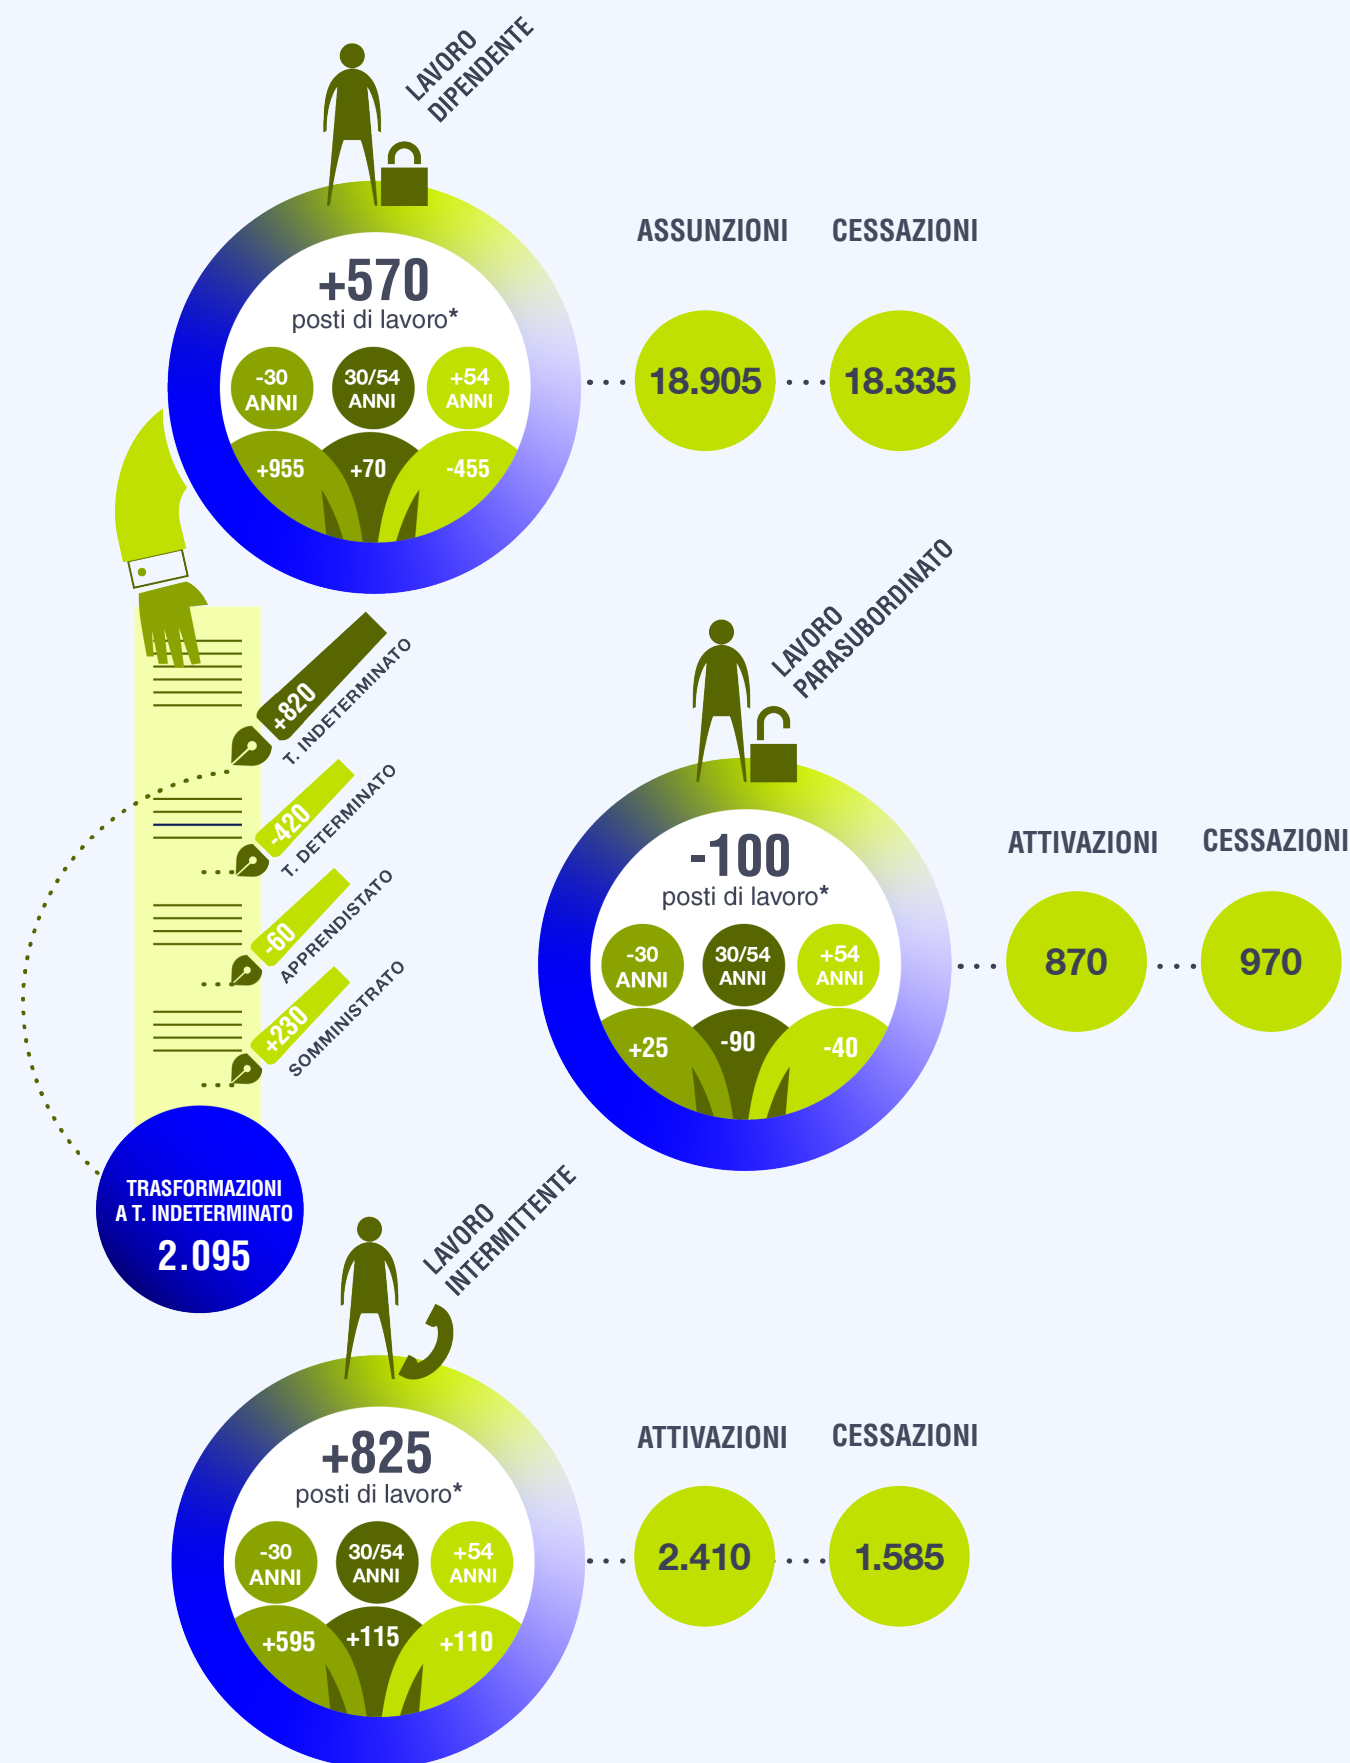 LAVORO
DIPENDENTE
ASSUNZIONI
CESSAZIONI
+570
posti di lavoro*
-30
ANNI
30/54
ANNI
+54
ANNI
+955
+70
-455
18.905
18.335
+820
T. INDETERMINATO
-420
T. DETERMINATO
-60
APPRENDISTATO
+230
SOMMINISTRATO
TRASFORMAZIONI
A T. INDETERMINATO
2.095
LAVORO
PARASUBORDINATO
ATTIVAZIONI
CESSAZIONI
-100
posti di lavoro*
-30
ANNI
30/54
ANNI
+54
ANNI
+25
-90
-40
870
970
LAVORO
INTERMITTENTE
ATTIVAZIONI
CESSAZIONI
+825
posti di lavoro*
-30
ANNI
30/54
ANNI
+54
ANNI
+595
+115
+110
2.410
1.585